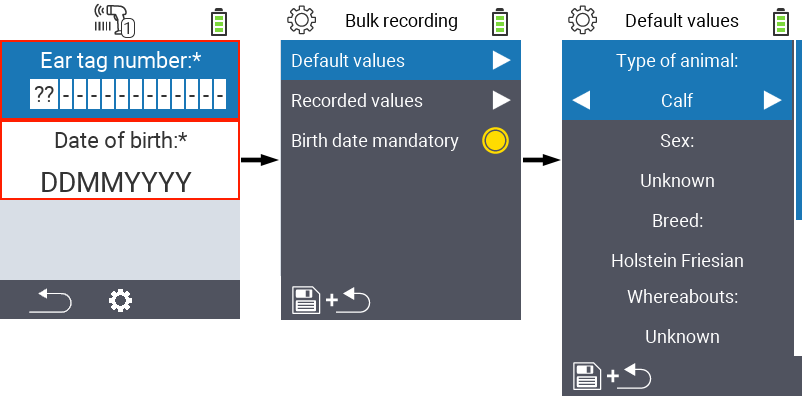 1
Ear tag number:*
??------------
Date of birth:*
DDMMYYYY
Bulk recording
Default values
Recorded values
Birth date mandatory
+
Default values
Type of animal:
Calf
Sex:
Unknown
Breed:
Holstein Friesian
Whereabouts:
Unknown
+